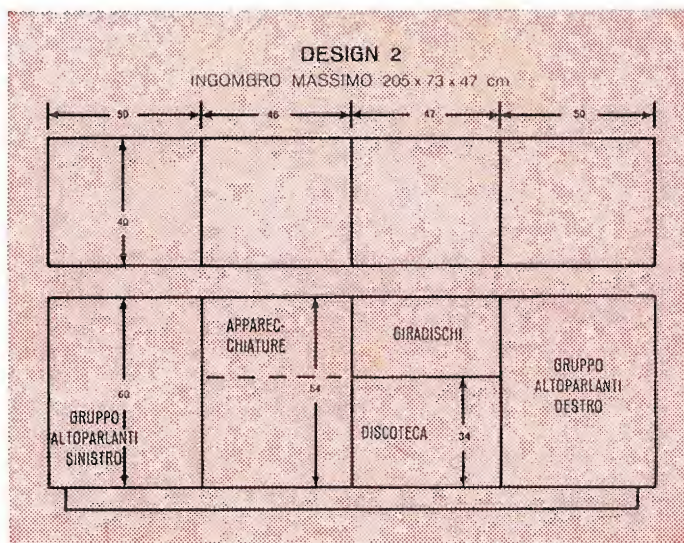 DESIGN 2
INGOMBRO MASSIMO 205 x 73 x 47 cm
50 46 47 50
40
APPAREC-
CHIATURE
GIRADISCHI
60
54
GRUPPO
ALTOPARLANTI
SINISTRO
DISCOTECA
34
GRUPPO
ALTOPARLANTI
DESTRO